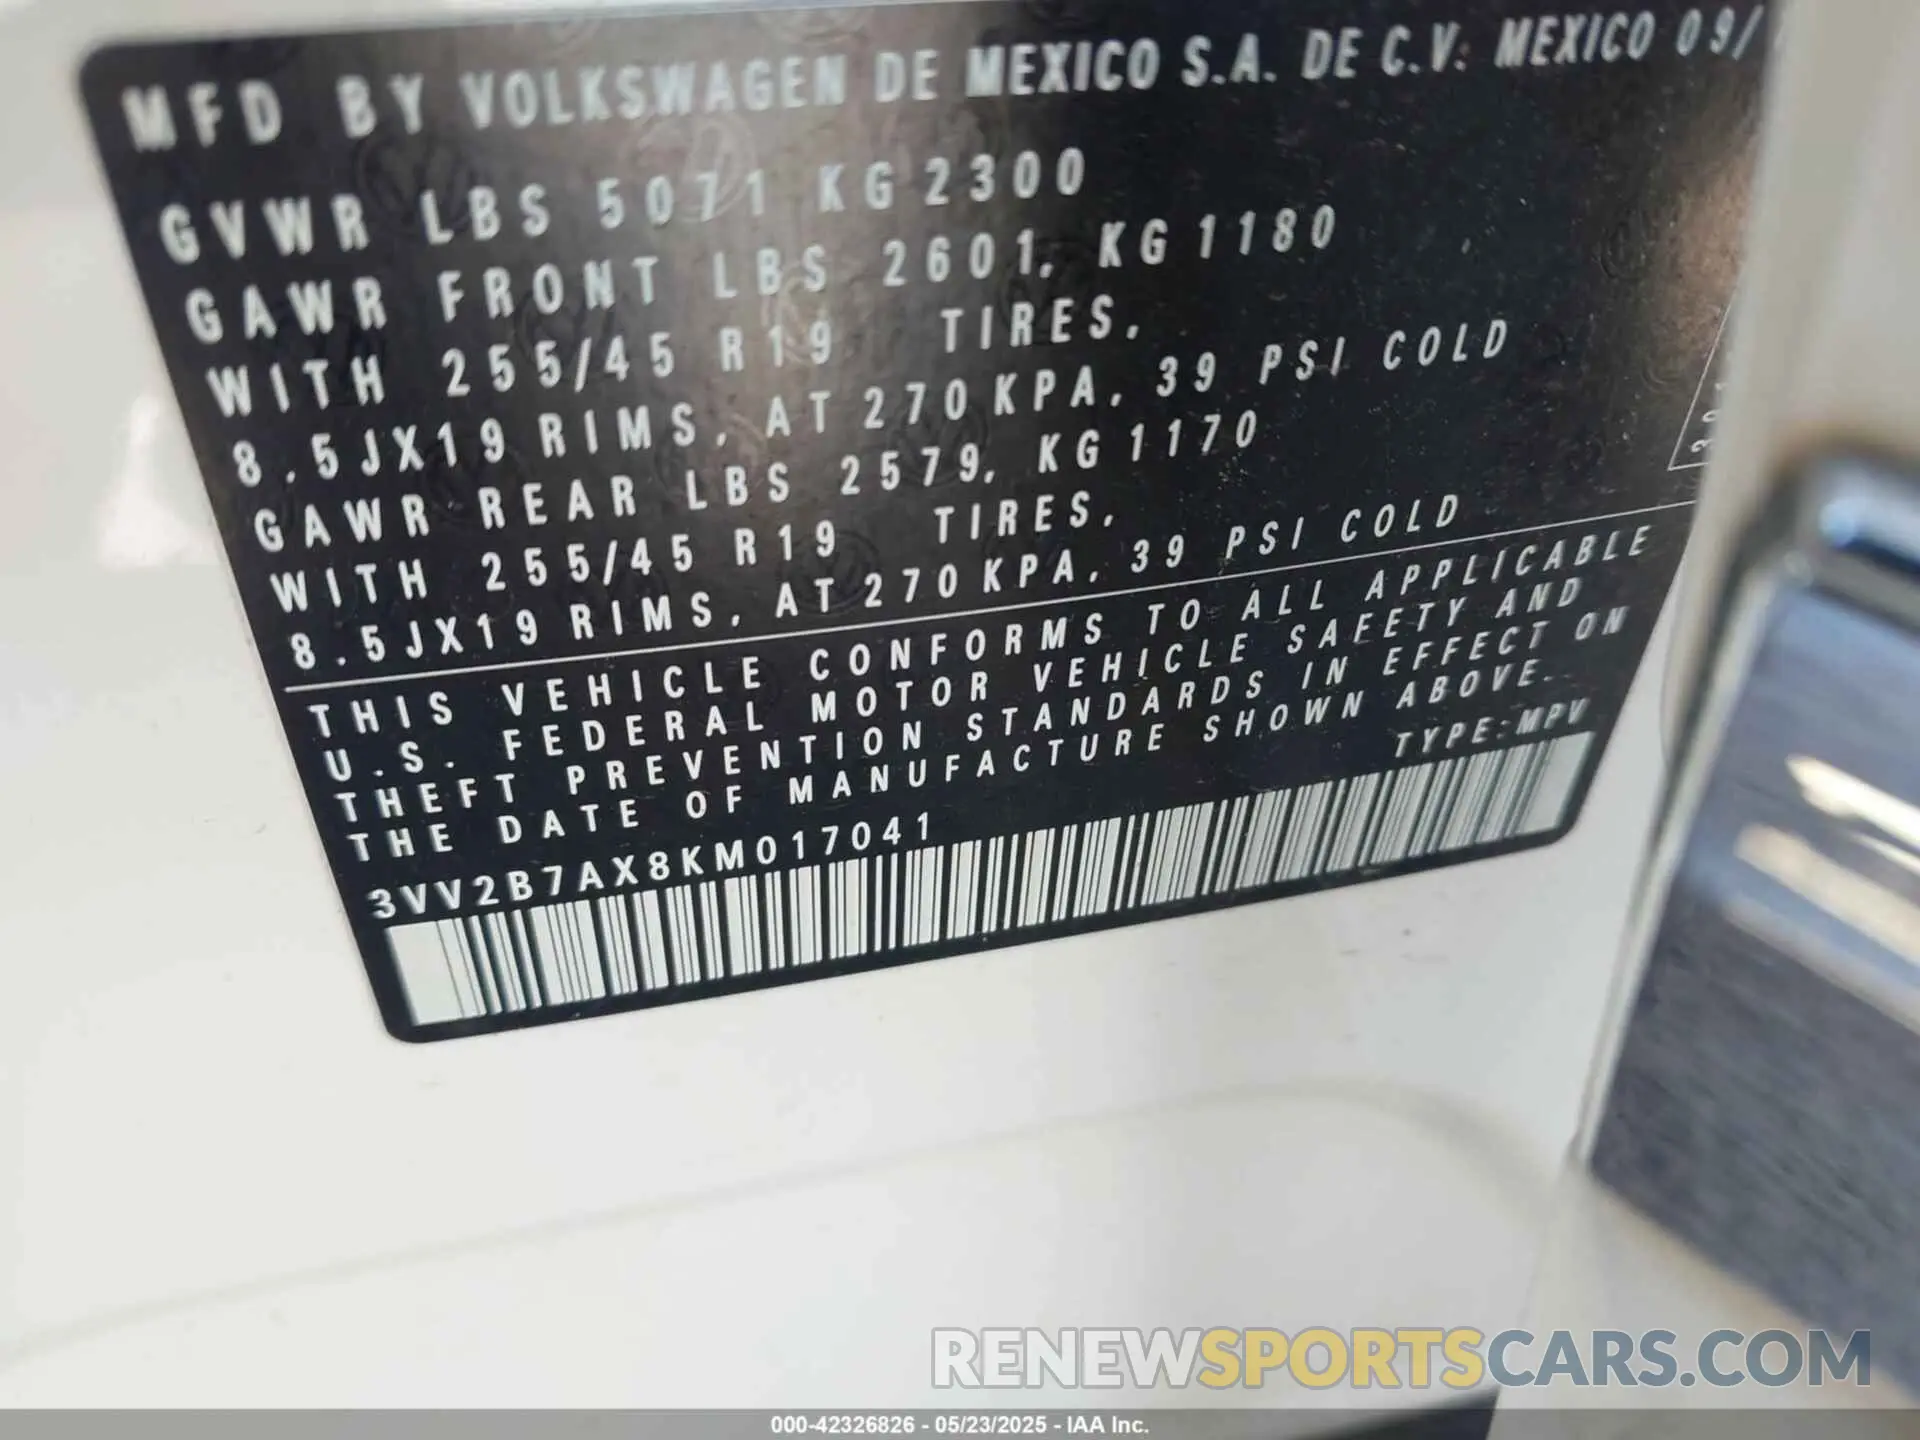 MFD BY VOLKSWAGEN DE MEXICO S.A. DE C.V. MEXICO 09/
GVWR LBS 5071 KG 2300
GAWR FRONT LBS 2601, KG 1180
WITH 255/45 R19 TIRES,
8.5JX19 RIMS, AT 270 KPA, 39 PSI COLD
GAWR REAR LBS 2579, KG 1170
WITH 255/45 R19 TIRES,
8.5JX19 RIMS, AT 270 KPA, 39 PSI COLD
THIS VEHICLE CONFORMS TO ALL APPLICABLE
U.S. FEDERAL MOTOR VEHICLE SAFETY AND
THEFT PREVENTION STANDARDS IN EFFECT ON
THE DATE OF MANUFACTURE SHOWN ABOVE.
TYPE:MPV
3VV2B7AX8KM017041
RENEWSPORTSCARS.COM
000-42326826 - 05/23/2025 - IAA Inc.